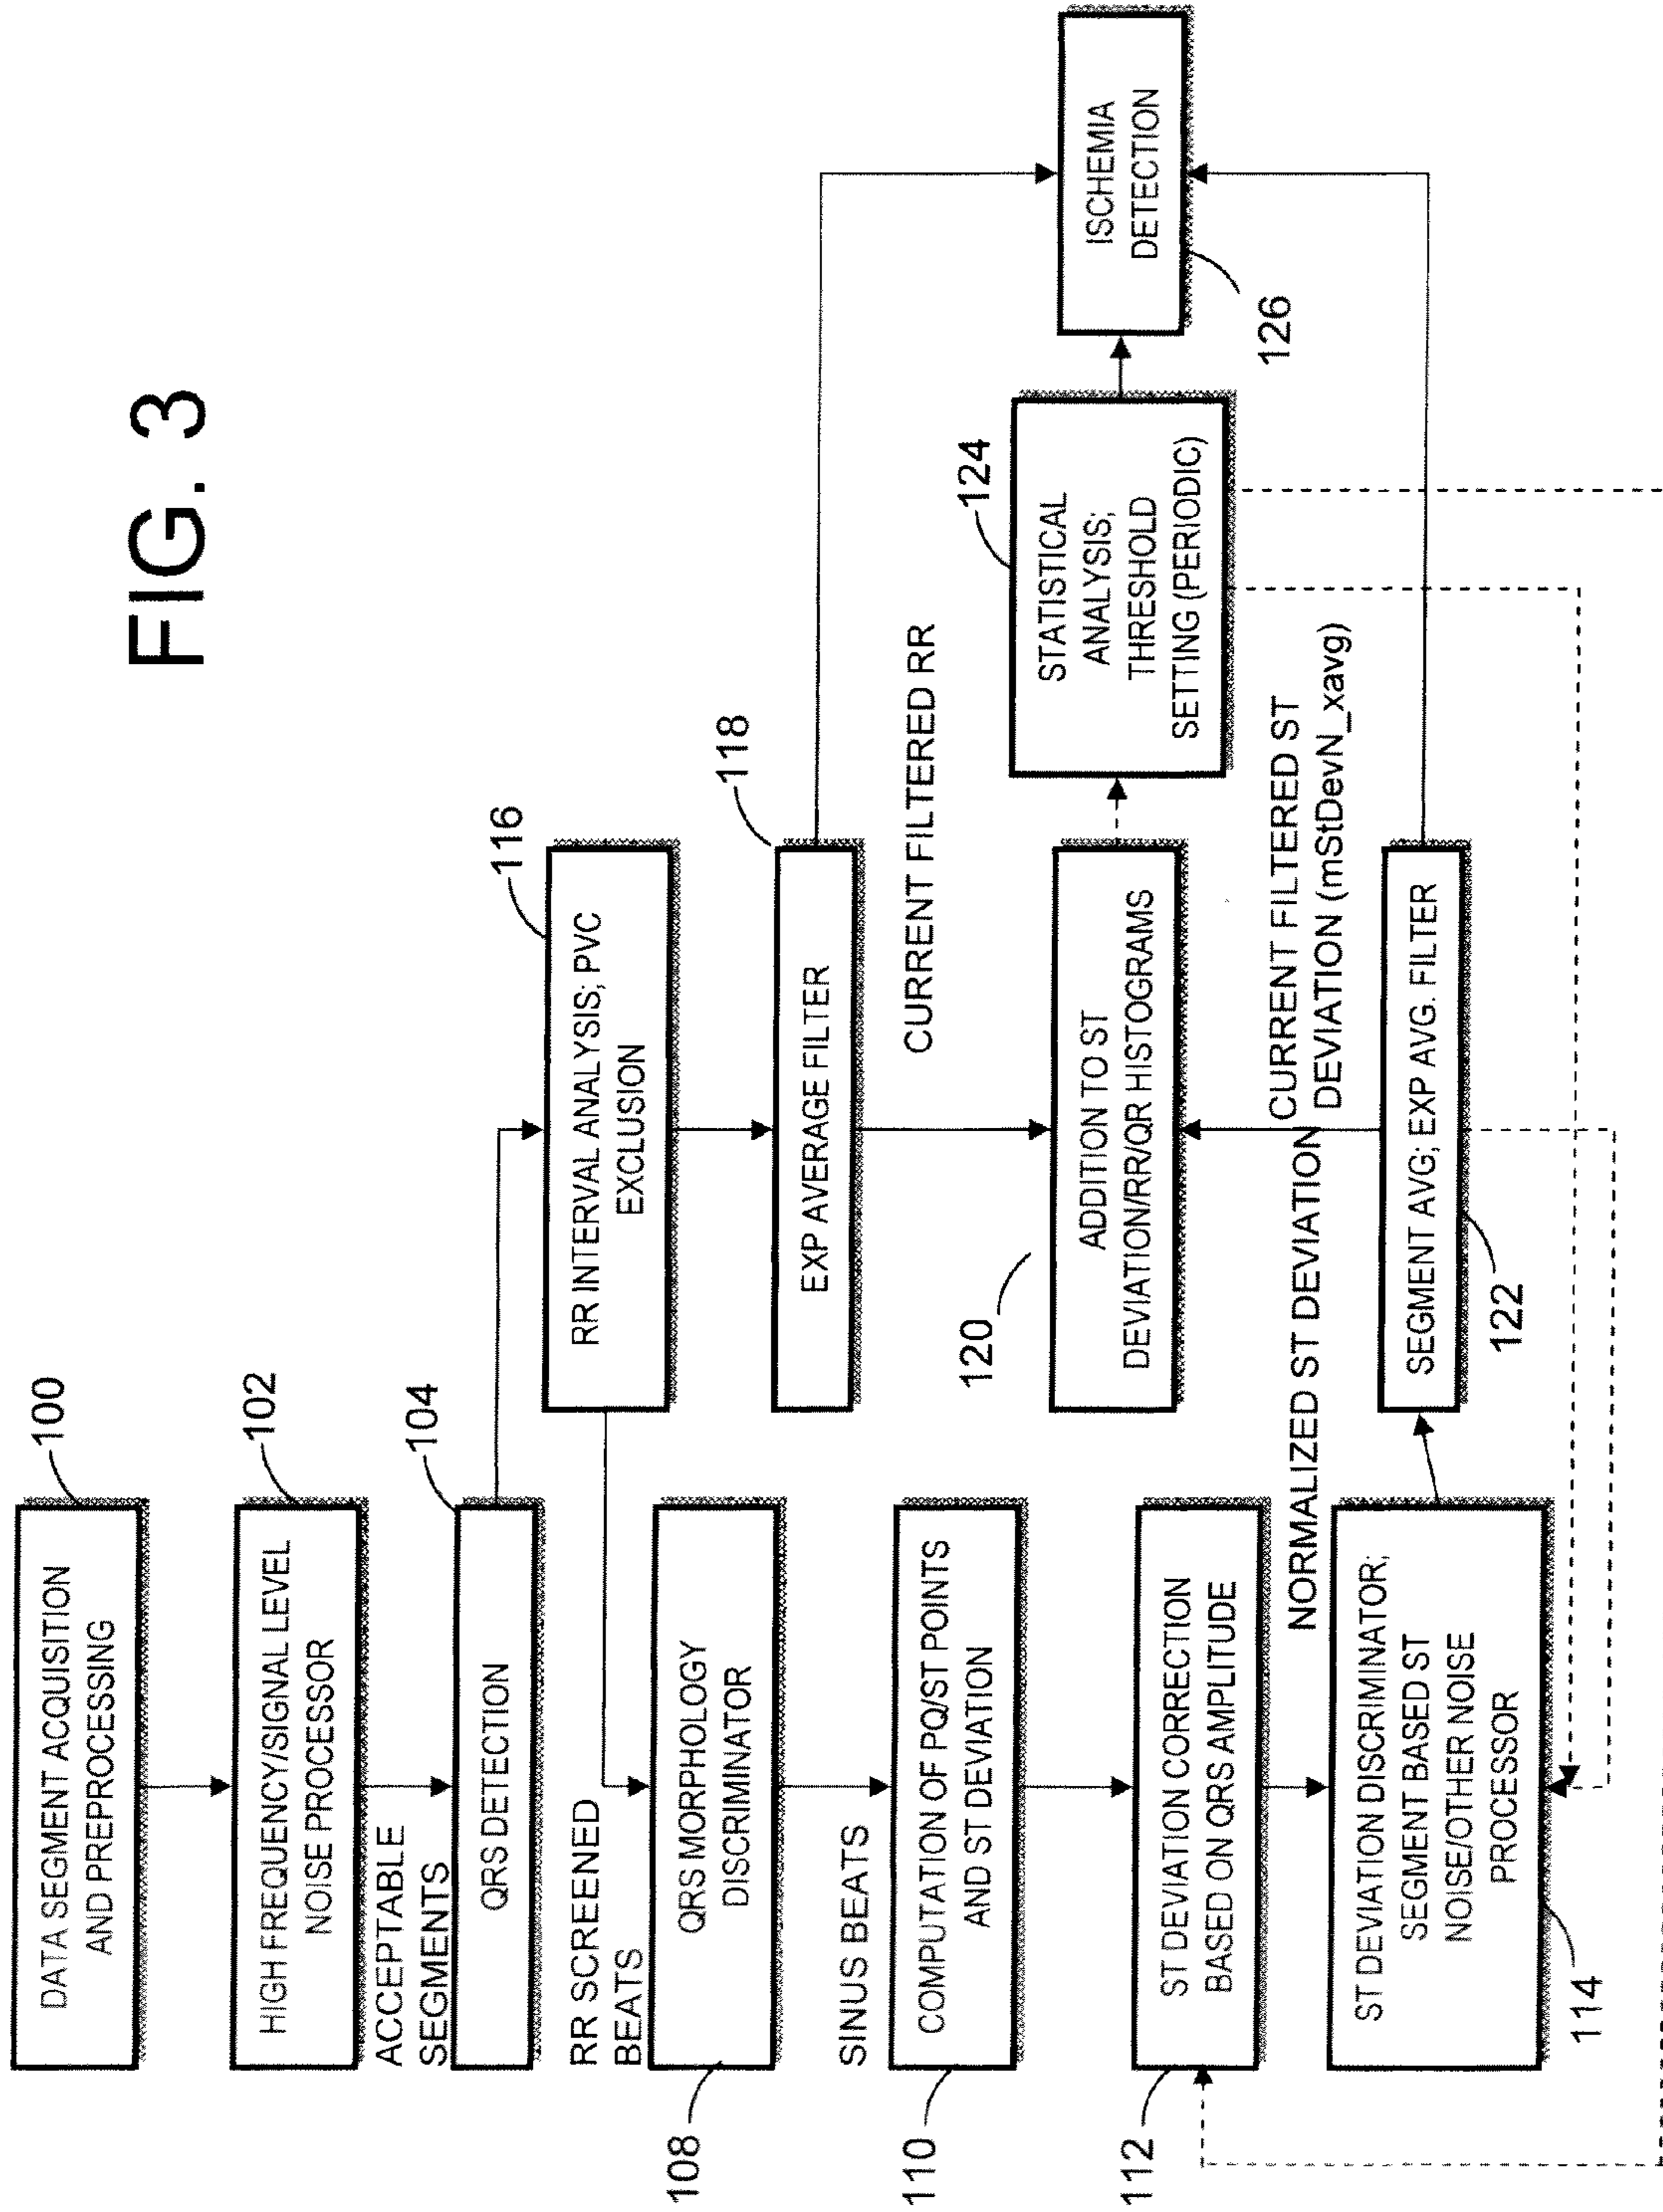 FIG. 3
DATA SEGMENT ACQUISITION
AND PREPROCESSING
100
HIGH FREQUENCY/SIGNAL LEVEL
NOISE PROCESSOR
102
ACCEPTABLE
SEGMENTS
QRS DETECTION
104
RR INTERVAL ANALYSIS; PVC
EXCLUSION
116
RR SCREENED
BEATS
QRS MORPHOLOGY
DISCRIMINATOR
108
EXP AVERAGE FILTER
118
CURRENT FILTERED RR
SINUS BEATS
COMPUTATION OF PQ/ST POINTS
AND ST DEVIATION
110
ADDITION TO ST
DEVIATION/RR/QR HISTOGRAMS
120
STATISTICAL
ANALYSIS;
THRESHOLD
SETTING (PERIODIC)
124
ISCHEMIA
DETECTION
126
ST DEVIATION CORRECTION
BASED ON QRS AMPLITUDE
112
NORMALIZED ST DEVIATION
CURRENT FILTERED ST
DEVIATION (mStDevN_xavg)
ST DEVIATION DISCRIMINATOR;
SEGMENT BASED ST
NOISE/OTHER NOISE
PROCESSOR
114
SEGMENT AVG; EXP AVG. FILTER
122